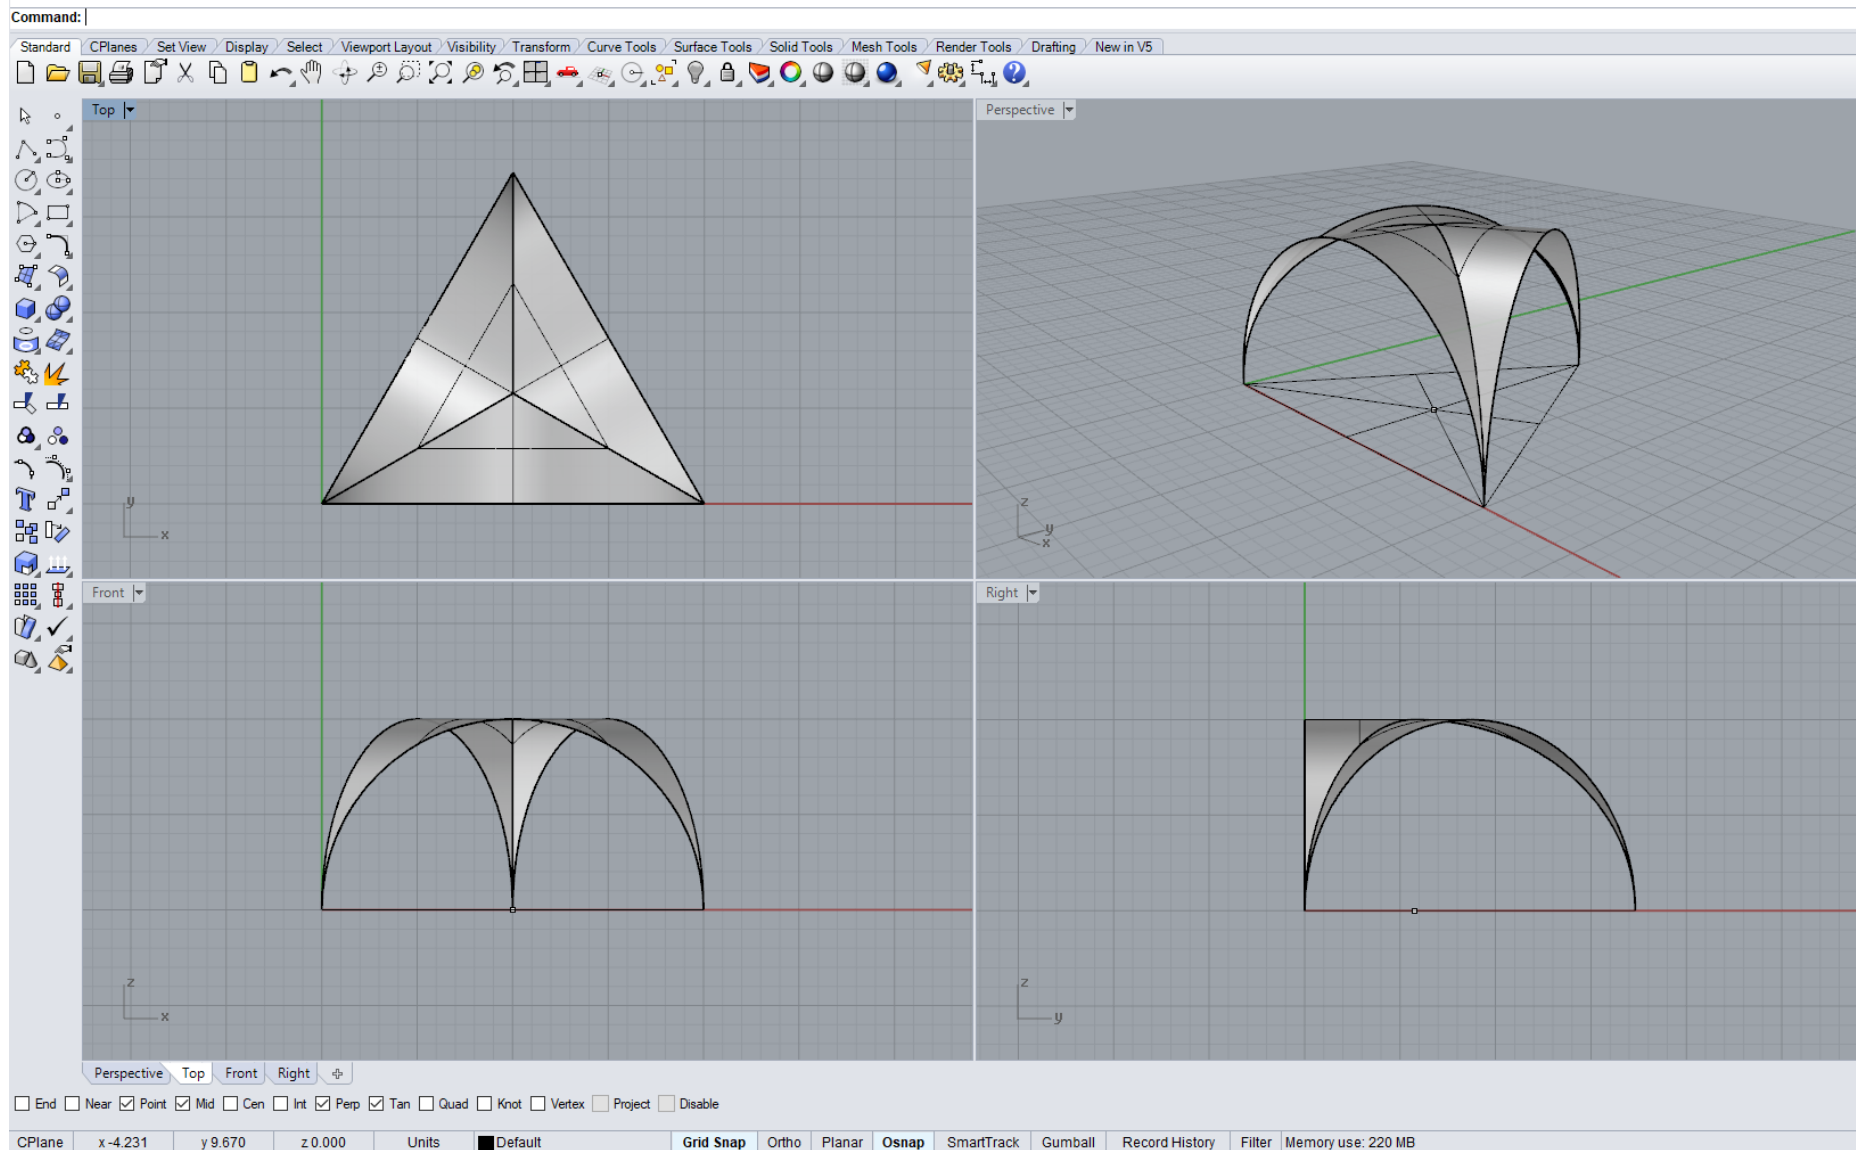 Command:
Standard CPlanes Set View Display Select Viewport Layout Visibility Transform Curve Tools Surface Tools Solid Tools Mesh Tools Render Tools Drafting New in V5
Top
Perspective
y
x
z
y
x
Front
Right
z
x
z
y
Perspective Top Front Right
End Near Point Mid Cen Int Perp Tan Quad Knot Vertex Project Disable
CPlane x -4.231 y 9.670 z 0.000 Units Default Grid Snap Ortho Planar Osnap SmartTrack Gumball Record History Filter Memory use: 220 MB